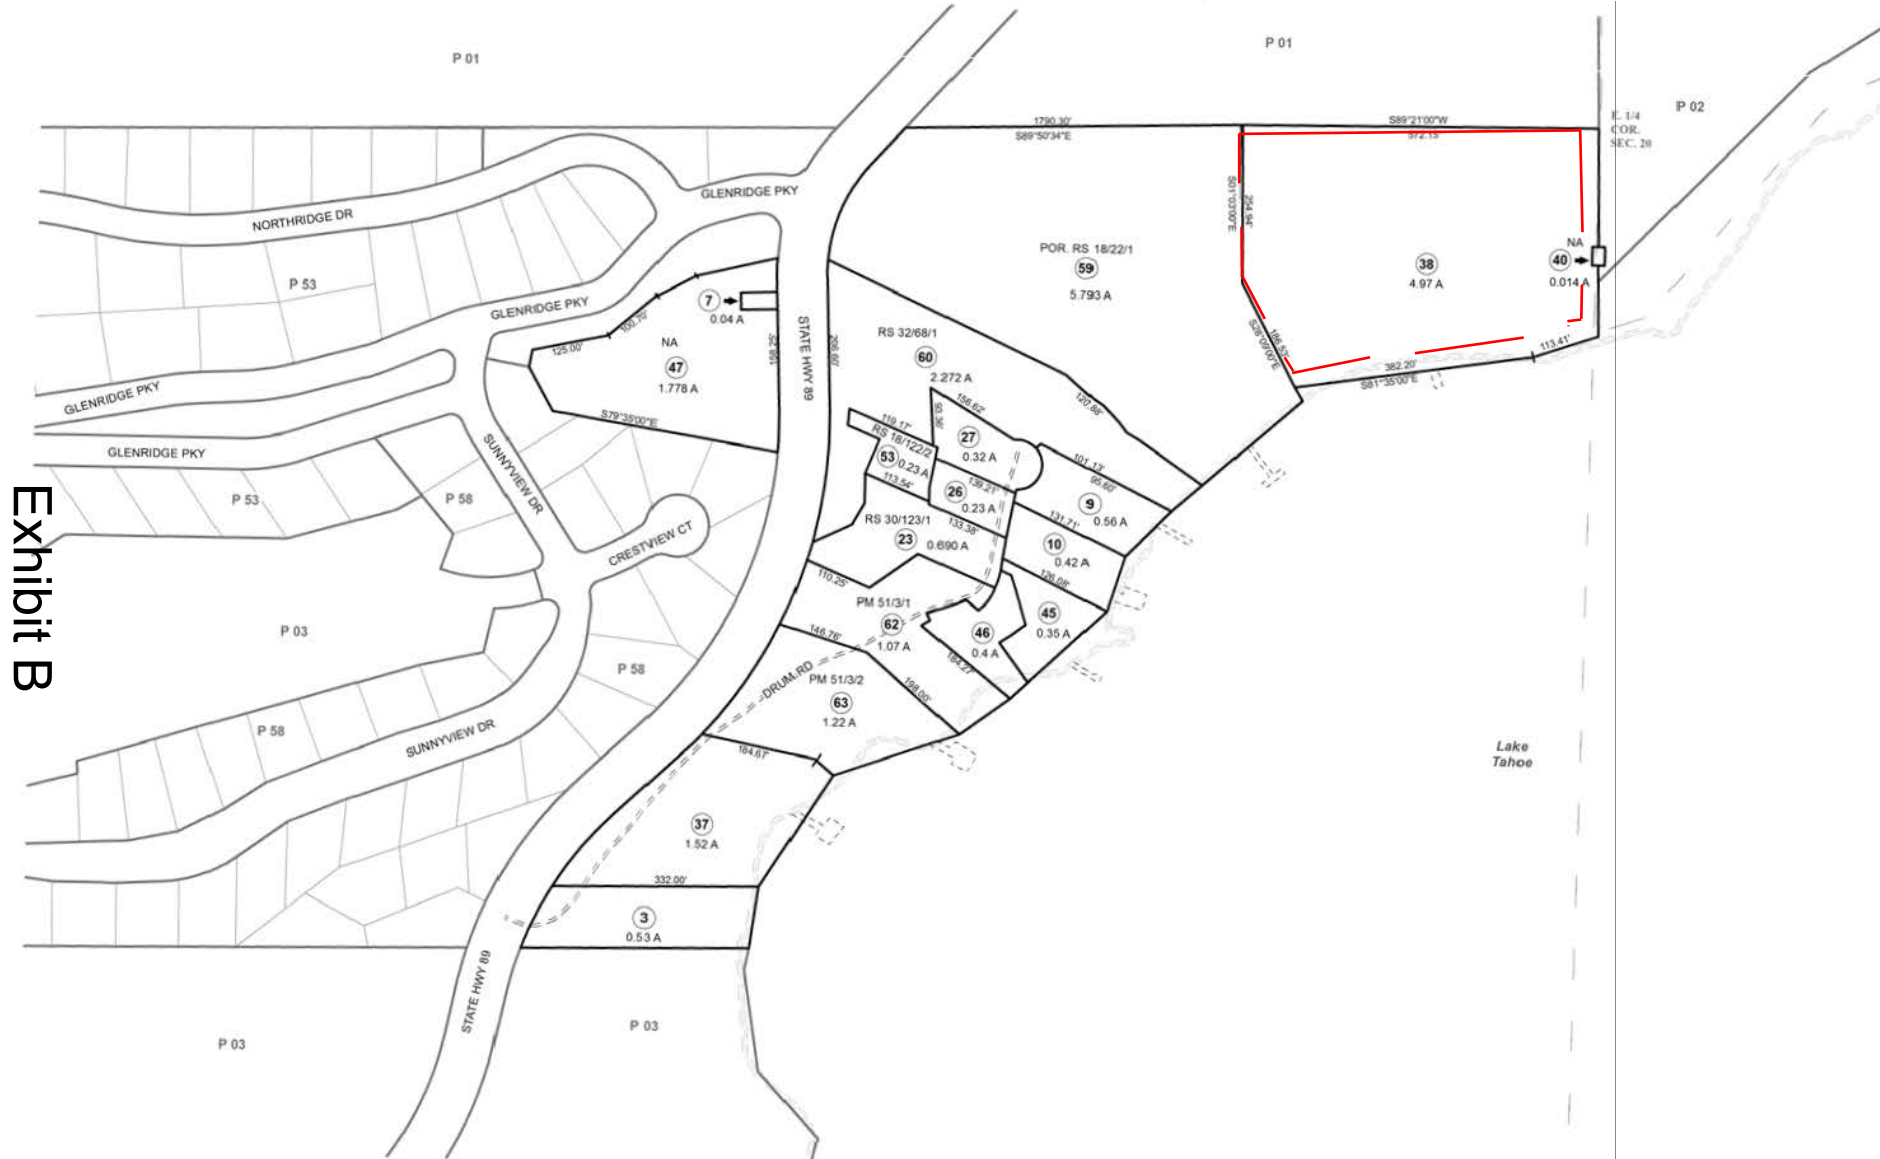 P 01
P 01
P 02
E. 1/4
COR.
SEC. 20
1790.30'
S89°50'34"E
S89°21'00"W
572.15'
NORTHRIDGE DR
GLENRIDGE PKY
P 53
GLENRIDGE PKY
GLENRIDGE PKY
GLENRIDGE PKY
P 53
P 58
SUNNYVIEW DR
CRESTVIEW CT
7
0.04 A
NA
47
1.778 A
125.00'
100.70'
158.25'
S79°35'00"E
STATE HWY 89
206.60'
POR. RS 18/22/1
59
5.793 A
S01°03'00"E
254.94'
S28°09'00"E
186.53'
38
4.97 A
NA
40
0.014 A
382.20'
S81°35'00"E
113.41'
RS 32/68/1
60
2.272 A
120.88'
156.62'
93.36'
27
0.32 A
119.17'
RS 18/122/2
53
0.23 A
113.54'
139.21'
26
0.23 A
133.38'
101.13'
95.60'
9
0.56 A
131.71'
10
0.42 A
126.08'
RS 30/123/1
23
0.690 A
110.25'
PM 51/3/1
62
1.07 A
45
0.35 A
46
0.4 A
184.27'
146.76'
198.00'
DRUM RD
PM 51/3/2
63
1.22 A
164.67'
37
1.52 A
332.00'
3
0.53 A
Exhibit B
P 03
P 58
P 58
SUNNYVIEW DR
STATE HWY 89
P 03
P 03
Lake
Tahoe